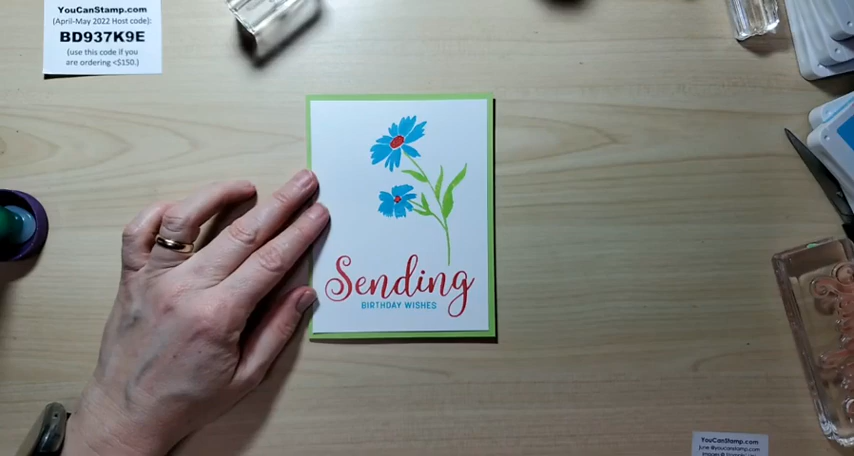 YouCanStamp.com
(April-May 2022 Host code):
BD937K9E
(use this code if you
are ordering <$150.)
Sending
BIRTHDAY WISHES
YouCanStamp.com